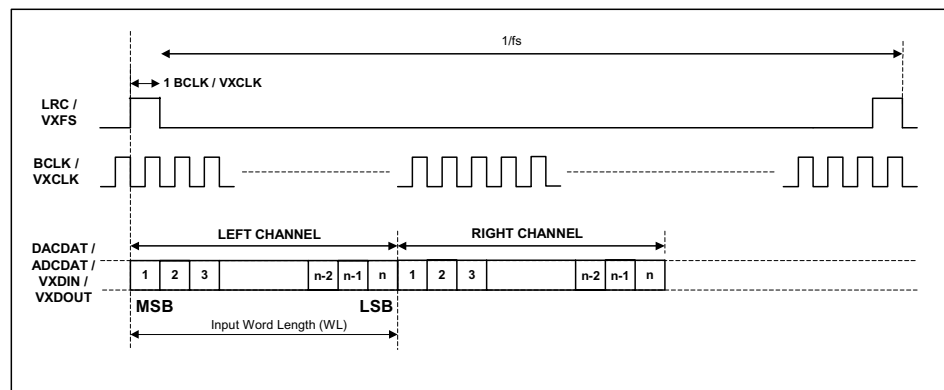 1/fs
1 BCLK / VXCLK
LRC /
VXFS
BCLK /
VXCLK
LEFT CHANNEL RIGHT CHANNEL
DACDAT /
ADCDAT /
VXDIN /
VXDOUT
1 2 3 n-2 n-1 n 1 2 3 n-2 n-1 n
MSB LSB
Input Word Length (WL)